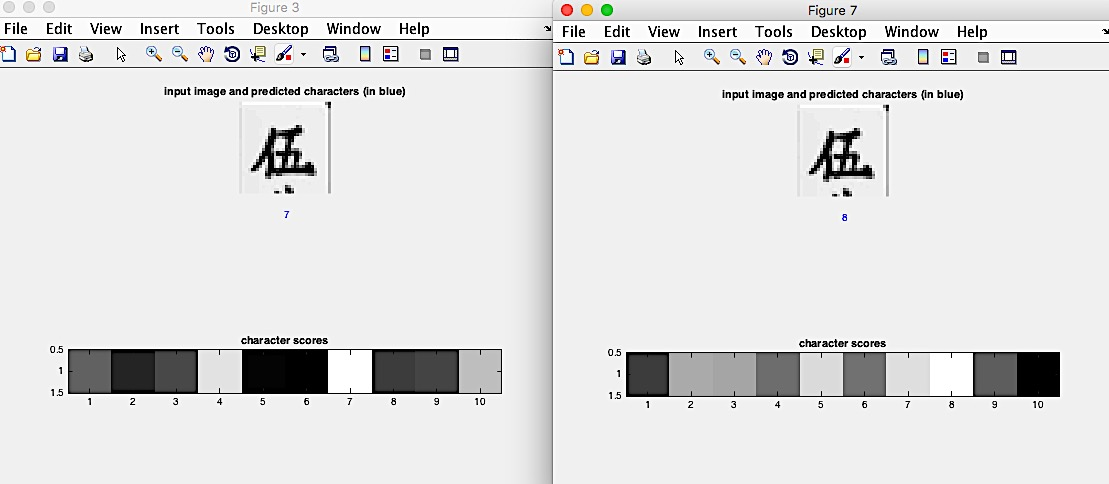 Figure 3
File Edit View Insert Tools Desktop Window Help
input image and predicted characters (in blue)
伍
7
character scores
0.5
1
1.5
1 2 3 4 5 6 7 8 9 10
Figure 7
File Edit View Insert Tools Desktop Window Help
input image and predicted characters (in blue)
伍
8
character scores
0.5
1
1.5
1 2 3 4 5 6 7 8 9 10